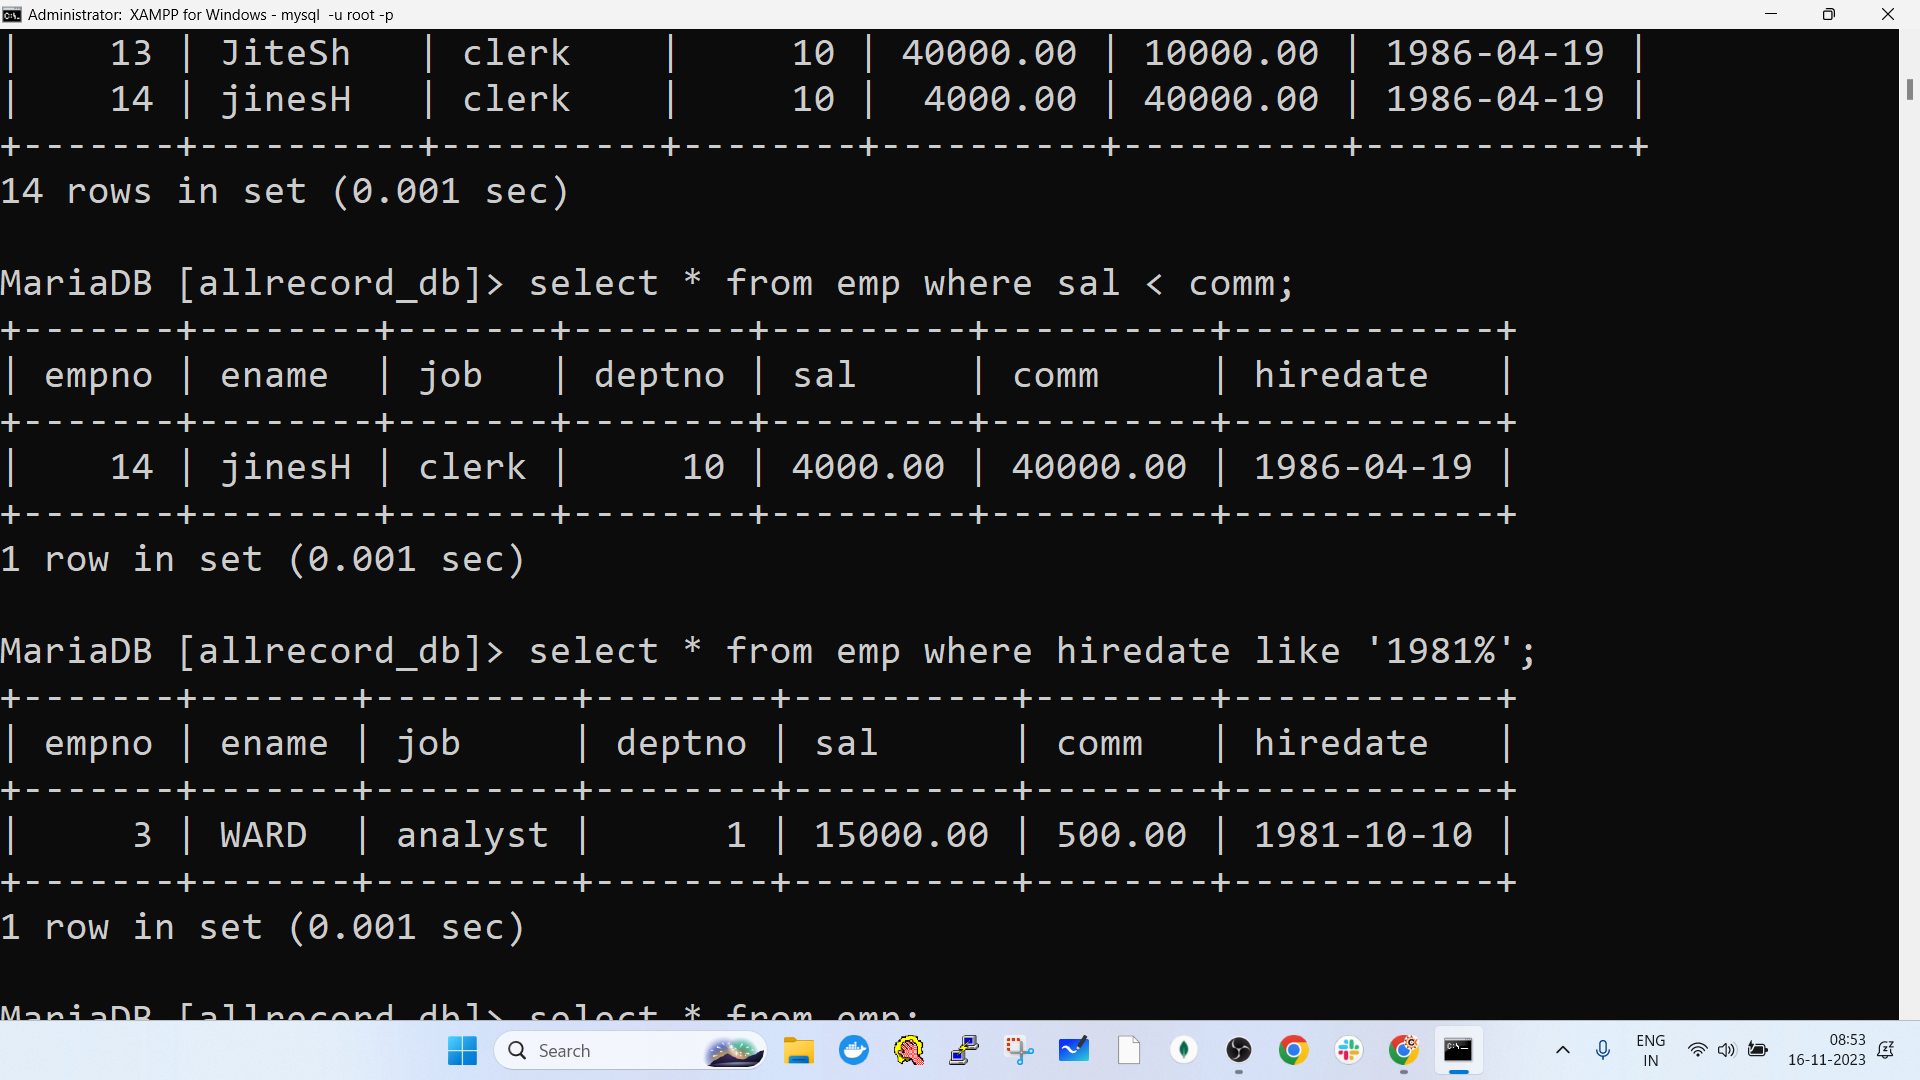 Administrator:  XAMPP for Windows - mysql  -u root -p
|    13 | JiteSh   | clerk    |     10 | 40000.00 | 10000.00 | 1986-04-19 |
|    14 | jinesH   | clerk    |     10 |  4000.00 | 40000.00 | 1986-04-19 |
+-------+----------+----------+--------+----------+----------+------------+
14 rows in set (0.001 sec)
MariaDB [allrecord_db]> select * from emp where sal < comm;
+-------+--------+-------+--------+---------+----------+------------+
| empno | ename  | job   | deptno | sal     | comm     | hiredate   |
+-------+--------+-------+--------+---------+----------+------------+
|    14 | jinesH | clerk |     10 | 4000.00 | 40000.00 | 1986-04-19 |
+-------+--------+-------+--------+---------+----------+------------+
1 row in set (0.001 sec)
MariaDB [allrecord_db]> select * from emp where hiredate like '1981%';
+-------+-------+---------+--------+----------+--------+------------+
| empno | ename | job     | deptno | sal      | comm   | hiredate   |
+-------+-------+---------+--------+----------+--------+------------+
|     3 | WARD  | analyst |      1 | 15000.00 | 500.00 | 1981-10-10 |
+-------+-------+---------+--------+----------+--------+------------+
1 row in set (0.001 sec)
MariaDB [allrecord_db]> select * from emp;
Search
ENG
IN
08:53
16-11-2023